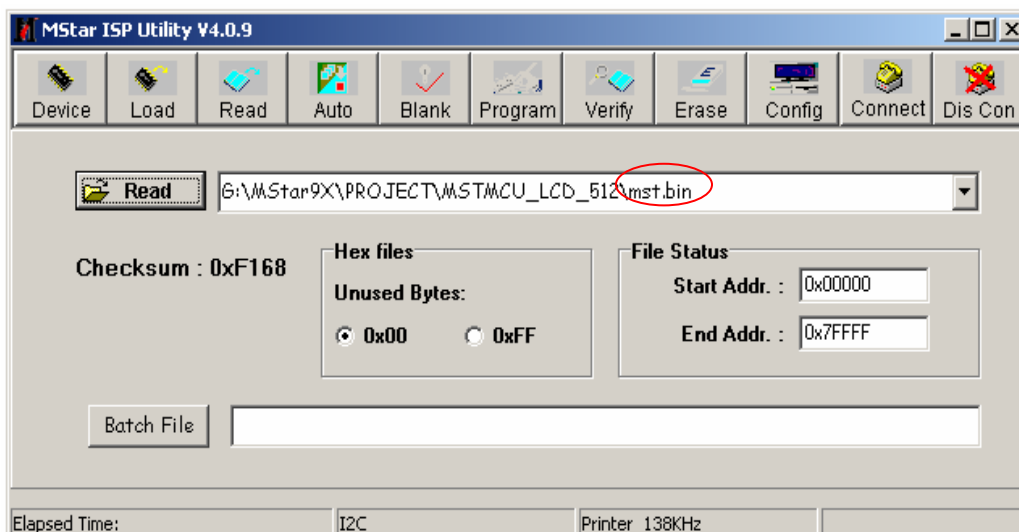 MStar ISP Utility V4.0.9
Device Load Read Auto Blank Program Verify Erase Config Connect Dis Con
Read G:\MStar9X\PROJECT\MSTMCU_LCD_512\mst.bin
Checksum : 0xF168
Hex files
Unused Bytes:
0x00 0xFF
File Status
Start Addr. : 0x00000
End Addr. : 0x7FFFF
Batch File
Elapsed Time: I2C Printer 138KHz